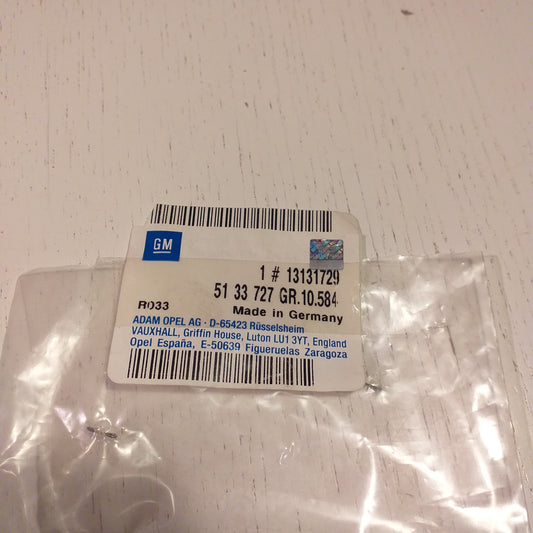 GM
1 # 13131729
51 33 727 GR.10.584
R033 Made in Germany
ADAM OPEL AG · D-65423 Rüsselsheim
VAUXHALL, Griffin House, Luton LU1 3YT, England
Opel España, E-50639 Figueruelas Zaragoza